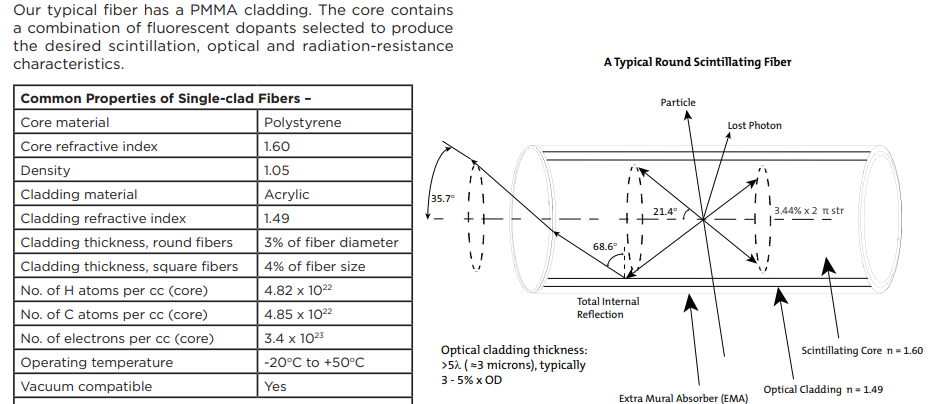 Our typical fiber has a PMMA cladding. The core contains
a combination of fluorescent dopants selected to produce
the desired scintillation, optical and radiation-resistance
characteristics.
Common Properties of Single-clad Fibers –
Core material Polystyrene
Core refractive index 1.60
Density 1.05
Cladding material Acrylic
Cladding refractive index 1.49
Cladding thickness, round fibers 3% of fiber diameter
Cladding thickness, square fibers 4% of fiber size
No. of H atoms per cc (core) 4.82 x 10²²
No. of C atoms per cc (core) 4.85 x 10²²
No. of electrons per cc (core) 3.4 x 10²³
Operating temperature -20°C to +50°C
Vacuum compatible Yes
A Typical Round Scintillating Fiber
Particle
Lost Photon
35.7°
21.4°
3.44% x 2 π str
68.6°
Total Internal
Reflection
Optical cladding thickness:
>5λ (≈3 microns), typically
3 - 5% x OD
Scintillating Core n = 1.60
Optical Cladding n = 1.49
Extra Mural Absorber (EMA)